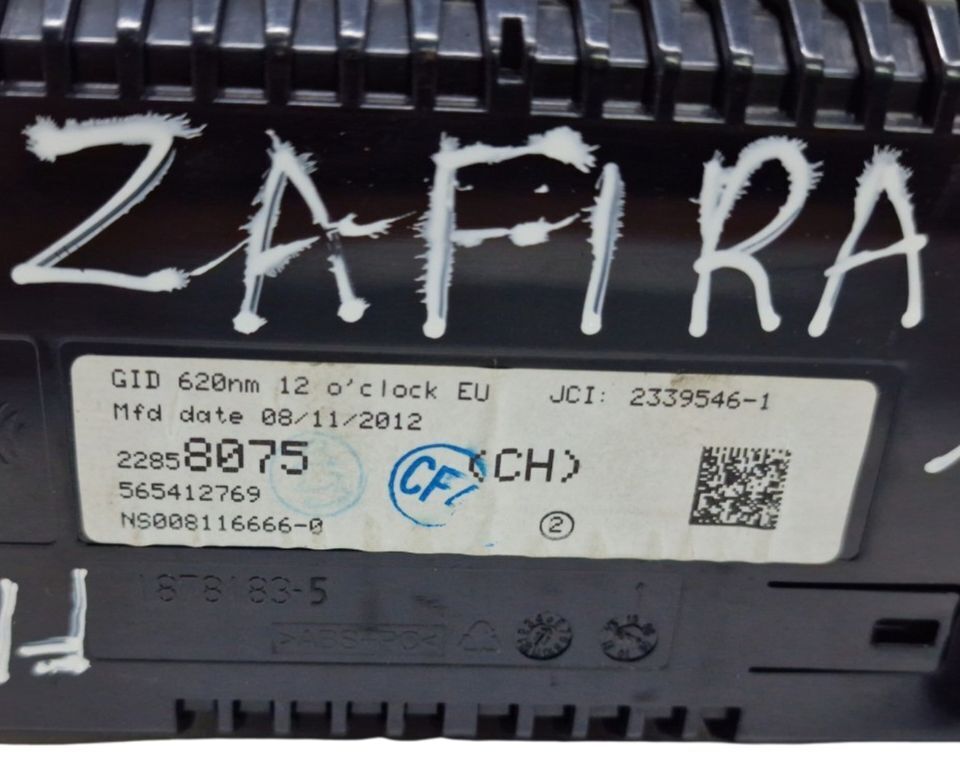 ZAFIRA
GID 620nm 12 o'clock EU JCI: 2339546-1
Mfd date 08/11/2012
22858075 (CH)
CFL
565412769
NS008116666-0 2
1878183-5
>ABS+PC<